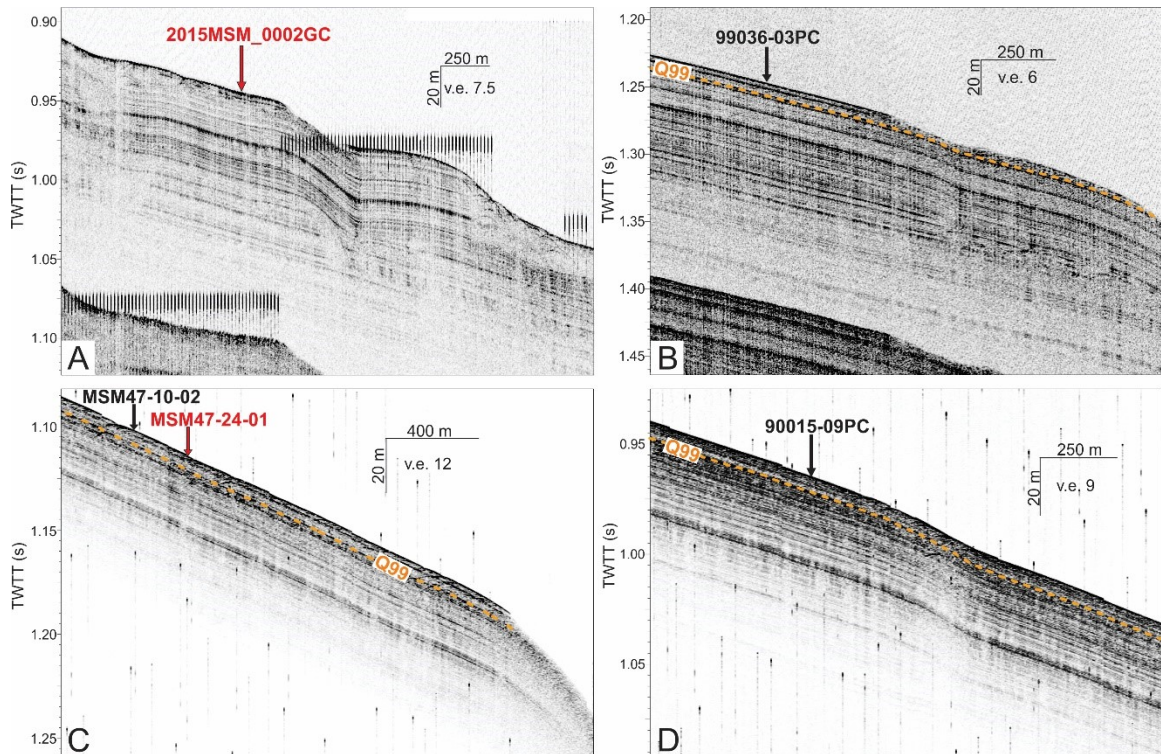 0.90
0.95
1.00
1.05
1.10
TWTT (s)
2015MSM_0002GC
250 m
20 m
v.e. 7.5
A
1.20
1.25
1.30
1.35
1.40
1.45
TWTT (s)
99036-03PC
Q99
250 m
20 m
v.e. 6
B
MSM47-10-02
1.10
1.15
1.20
1.25
TWTT (s)
MSM47-24-01
400 m
20 m
v.e. 12
Q99
C
0.95
1.00
1.05
TWTT (s)
90015-09PC
Q99
250 m
20 m
v.e. 9
D